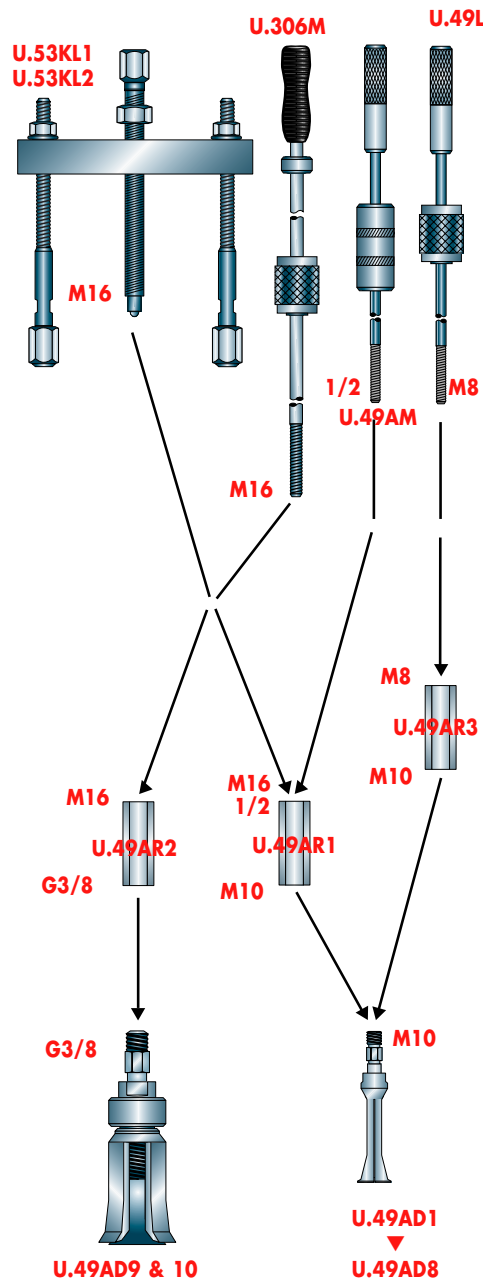 U.53KL1
U.53KL2
U.306M
U.49L
M16
1/2
M8
U.49AM
M16
M8
U.49AR3
M10
M16
M16
1/2
U.49AR2
U.49AR1
G3/8
M10
G3/8
M10
U.49AD1
U.49AD9 & 10
U.49AD8